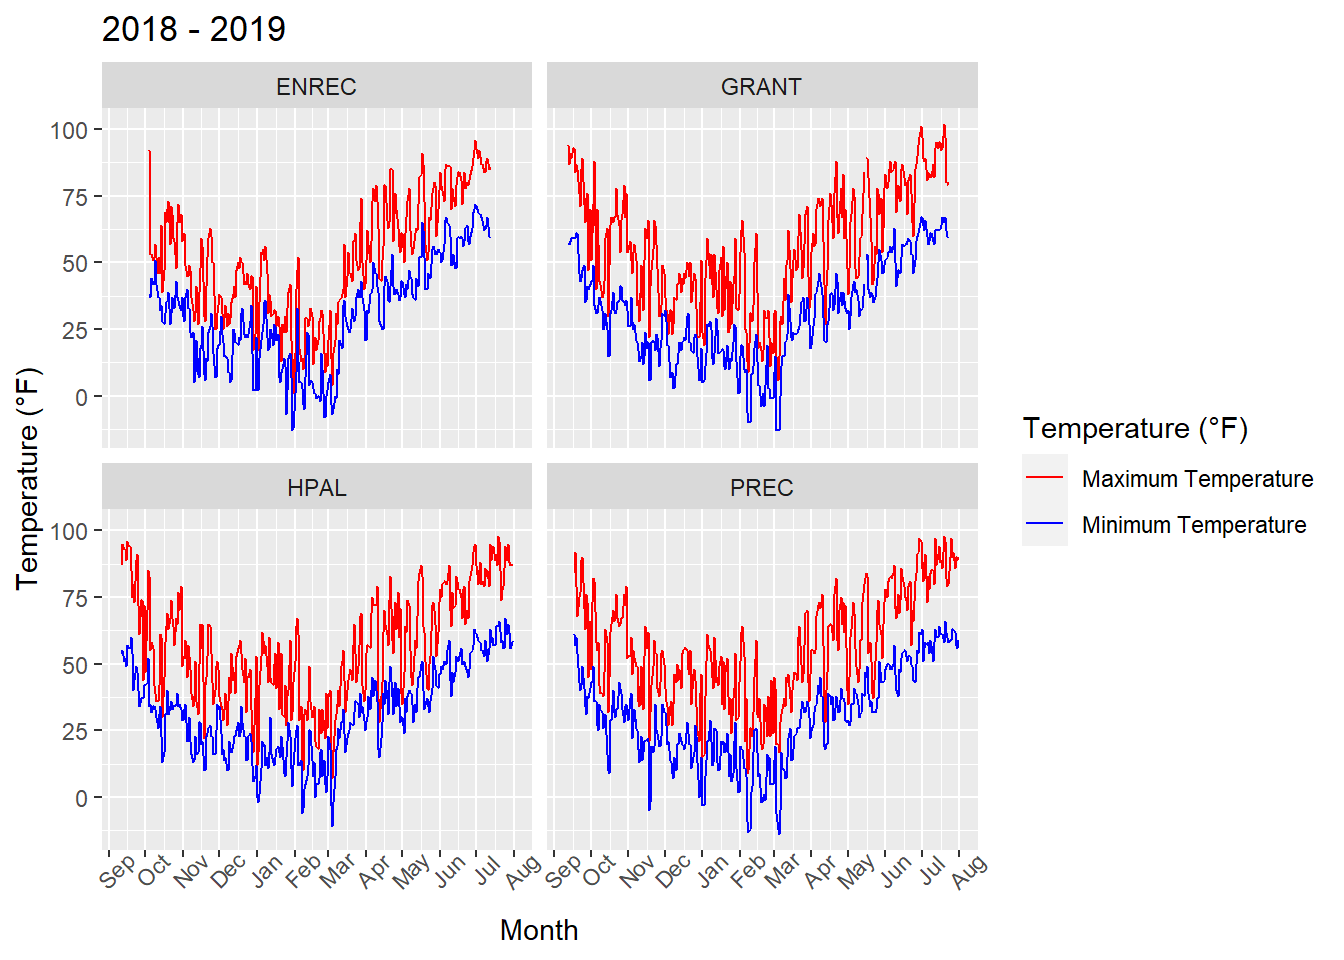 2018 - 2019
ENREC
GRANT
100
75
50
25
0
HPAL
PREC
100
75
50
25
0
Temperature (°F)
Sep Oct Nov Dec Jan Feb Mar Apr May Jun Jul Aug
Sep Oct Nov Dec Jan Feb Mar Apr May Jun Jul Aug
Month
Temperature (°F)
Maximum Temperature
Minimum Temperature